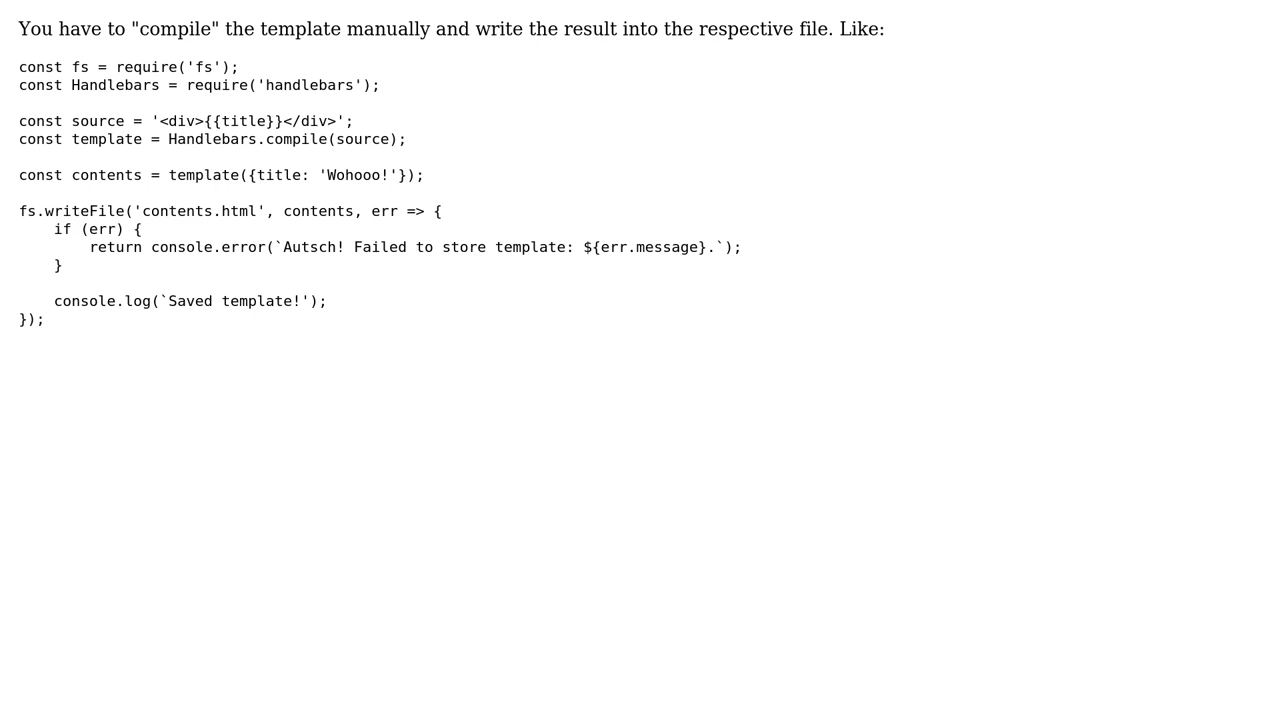 You have to "compile" the template manually and write the result into the respective file. Like:
const fs = require('fs');
const Handlebars = require('handlebars');
const source = '<div>{{title}}</div>';
const template = Handlebars.compile(source);
const contents = template({title: 'Wohooo!'});
fs.writeFile('contents.html', contents, err => {
    if (err) {
        return console.error(`Autsch! Failed to store template: ${err.message}.`);
    }
    console.log(`Saved template!');
});